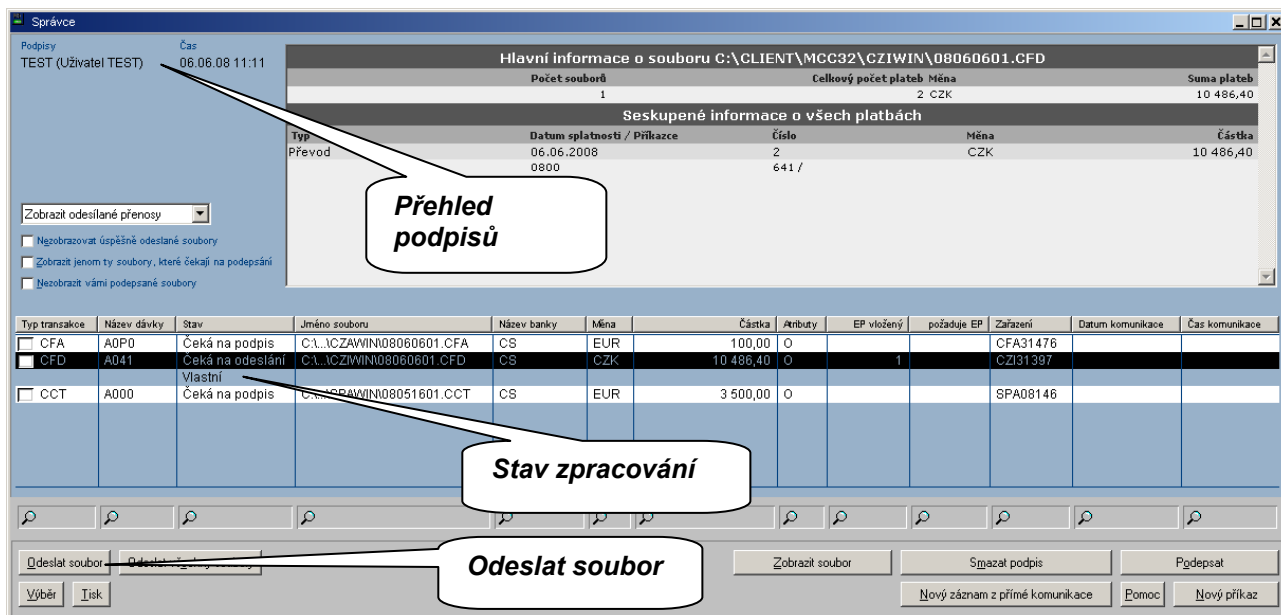 Správce
Podpisy Čas
TEST (Uživatel TEST) 06.06.08 11:11
Hlavní informace o souboru C:\CLIENT\MCC32\CZIWIN\08060601.CFD
Počet souborů Celkový počet plateb Měna Suma plateb
1 2 CZK 10 486,40
Seskupené informace o všech platbách
Typ Datum splatnosti / Příkazce Číslo Měna Částka
Převod 06.06.2008 2 CZK 10 486,40
0800 641 /
Přehled
podpisů
Zobrazit odesílané přenosy
Nezobrazovat úspěšně odeslané soubory
Zobrazit jenom ty soubory, které čekají na podepsání
Nezobrazit vámi podepsané soubory
Typ transakce Název dávky Stav Jméno souboru Název banky Měna Částka Atributy EP vložený požaduje EP Zařazení Datum komunikace Čas komunikace
CFA A0P0 Čeká na podpis C:\...\CZAWIN\08060601.CFA CS EUR 100,00 O CFA31476
CFD A041 Čeká na odeslání C:\...\CZIWIN\08060601.CFD CS CZK 10 486,40 O 1 CZI31397
Vlastní
CCT A000 Čeká na podpis C:\...\SPAWIN\08051601.CCT CS EUR 3 500,00 O SPA08146
Stav zpracování
Odeslat soubor
Odeslat soubor Zobrazit soubor Smazat podpis Podepsat
Výběr Tisk Nový záznam z přímé komunikace Pomoc Nový příkaz